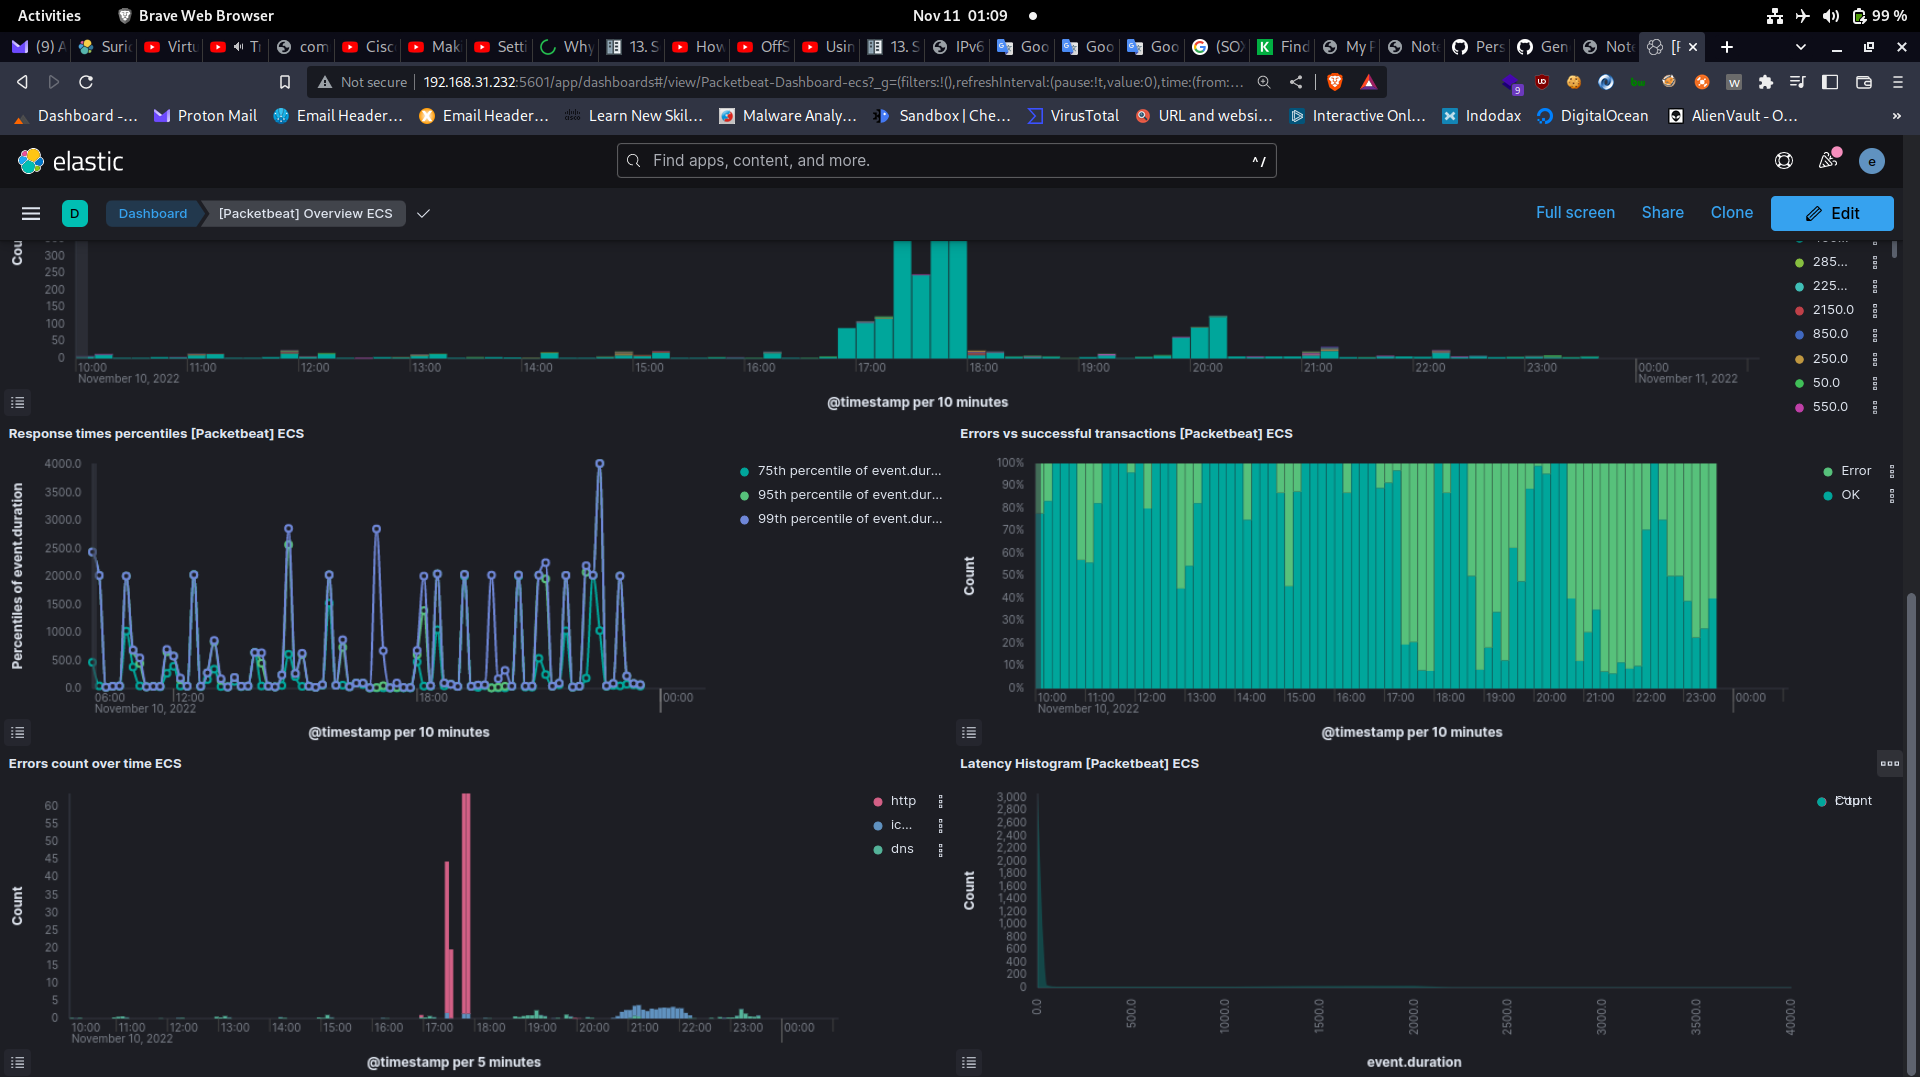 Activities Brave Web Browser Nov 11 01:09 99 %
(9) A Suri Virtu T com Cisc Mak Setti Why 13. S How OffS Usin 13. S IPv6 Goo Goo Goo (SO Find My F Not Pers Gen Not [F
Not secure 192.168.31.232:5601/app/dashboards#/view/Packetbeat-Dashboard-ecs?_g=(filters:!(),refreshInterval:(pause:!t,value:0),time:(from:... 9
Dashboard -... Proton Mail Email Header... Email Header... Learn New Skil... Malware Analy... Sandbox | Che... VirusTotal URL and websi... Interactive Onl... Indodax DigitalOcean AlienVault - O... »
elastic Find apps, content, and more. ^/ e
D Dashboard [Packetbeat] Overview ECS Full screen Share Clone Edit
Cou
300
250
200
150
100
50
0
10:00 11:00 12:00 13:00 14:00 15:00 16:00 17:00 18:00 19:00 20:00 21:00 22:00 23:00 00:00
November 10, 2022 November 11, 2022
@timestamp per 10 minutes
285...
225...
2150.0
850.0
250.0
50.0
550.0
Response times percentiles [Packetbeat] ECS
Percentiles of event.duration
4000.0
3500.0
3000.0
2500.0
2000.0
1500.0
1000.0
500.0
0.0
06:00 12:00 18:00 00:00
November 10, 2022
@timestamp per 10 minutes
75th percentile of event.dur...
95th percentile of event.dur...
99th percentile of event.dur...
Errors vs successful transactions [Packetbeat] ECS
Count
100%
90%
80%
70%
60%
50%
40%
30%
20%
10%
0%
10:00 11:00 12:00 13:00 14:00 15:00 16:00 17:00 18:00 19:00 20:00 21:00 22:00 23:00 00:00
November 10, 2022
@timestamp per 10 minutes
Error
OK
Errors count over time ECS
Count
60
55
50
45
40
35
30
25
20
15
10
5
0
10:00 11:00 12:00 13:00 14:00 15:00 16:00 17:00 18:00 19:00 20:00 21:00 22:00 23:00 00:00
November 10, 2022
@timestamp per 5 minutes
http
ic...
dns
Latency Histogram [Packetbeat] ECS
Count
3,000
2,800
2,600
2,400
2,200
2,000
1,800
1,600
1,400
1,200
1,000
800
600
400
200
0
0.0 500.0 1000.0 1500.0 2000.0 2500.0 3000.0 3500.0 4000.0
event.duration
Count